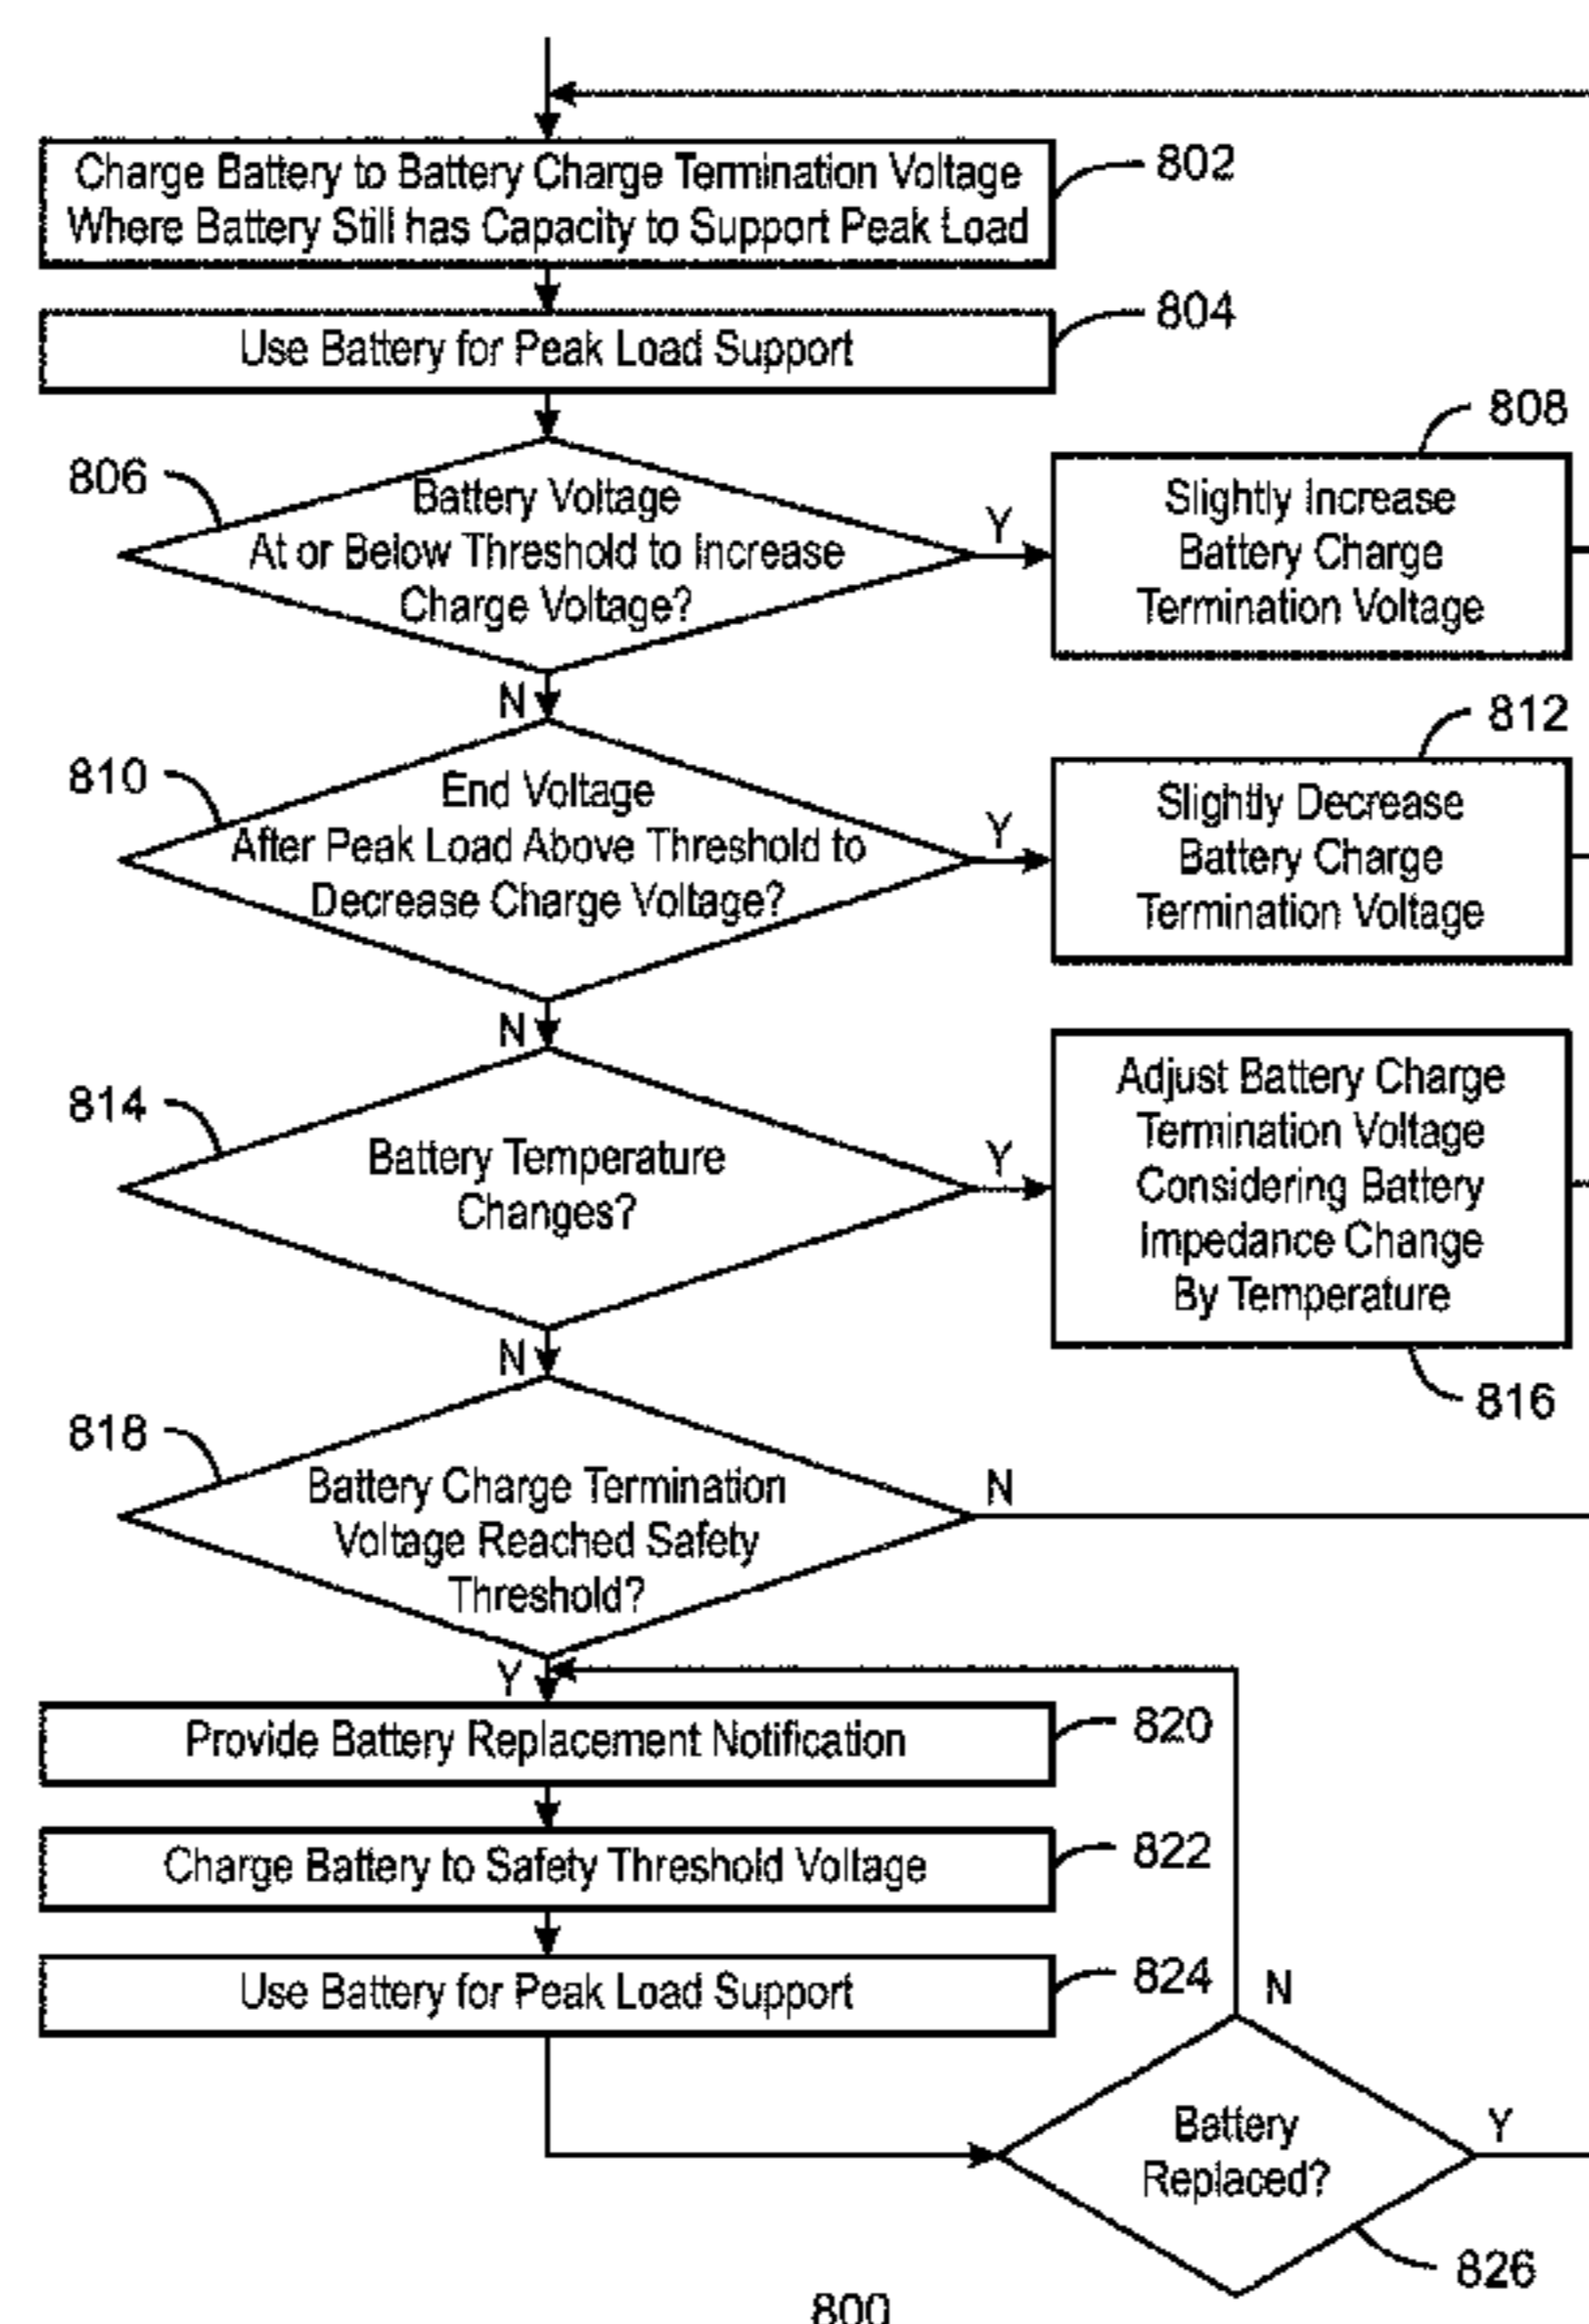 Charge Battery to Battery Charge Termination Voltage
Where Battery Still has Capacity to Support Peak Load
802
Use Battery for Peak Load Support
804
806
Battery Voltage
At or Below Threshold to Increase
Charge Voltage?
Y
N
808
Slightly Increase
Battery Charge
Termination Voltage
810
End Voltage
After Peak Load Above Threshold to
Decrease Charge Voltage?
Y
N
812
Slightly Decrease
Battery Charge
Termination Voltage
814
Battery Temperature
Changes?
Y
N
Adjust Battery Charge
Termination Voltage
Considering Battery
Impedance Change
By Temperature
816
818
Battery Charge Termination
Voltage Reached Safety
Threshold?
N
Y
Provide Battery Replacement Notification
820
Charge Battery to Safety Threshold Voltage
822
Use Battery for Peak Load Support
824
N
Battery
Replaced?
Y
826
800